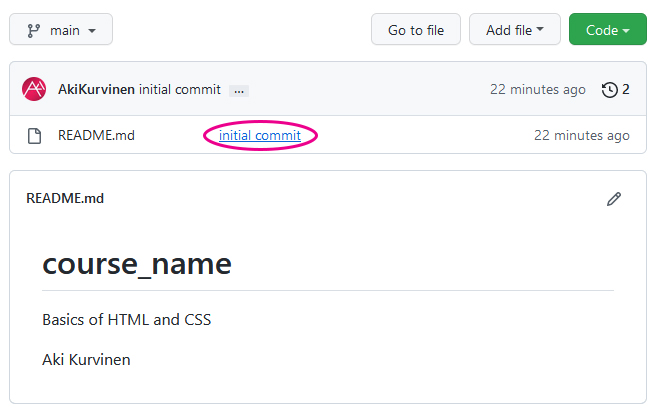 main Go to file Add file Code
AkiKurvinen initial commit ... 22 minutes ago 2
README.md initial commit 22 minutes ago
README.md
course_name
Basics of HTML and CSS
Aki Kurvinen